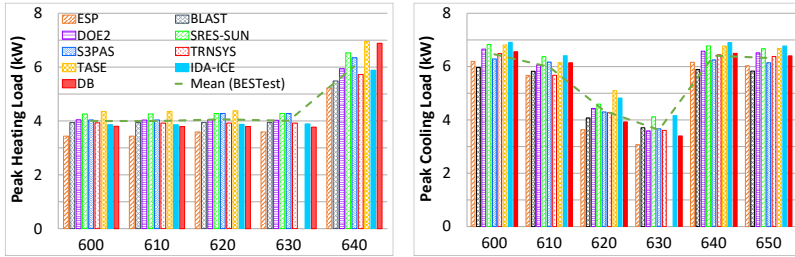 Peak Heating Load (kW)
8
6
4
2
0
ESP
BLAST
DOE2
SRES-SUN
S3PAS
TRNSYS
TASE
IDA-ICE
DB
Mean (BESTest)
600 610 620 630 640
Peak Cooling Load (kW)
8
6
4
2
0
600 610 620 630 640 650